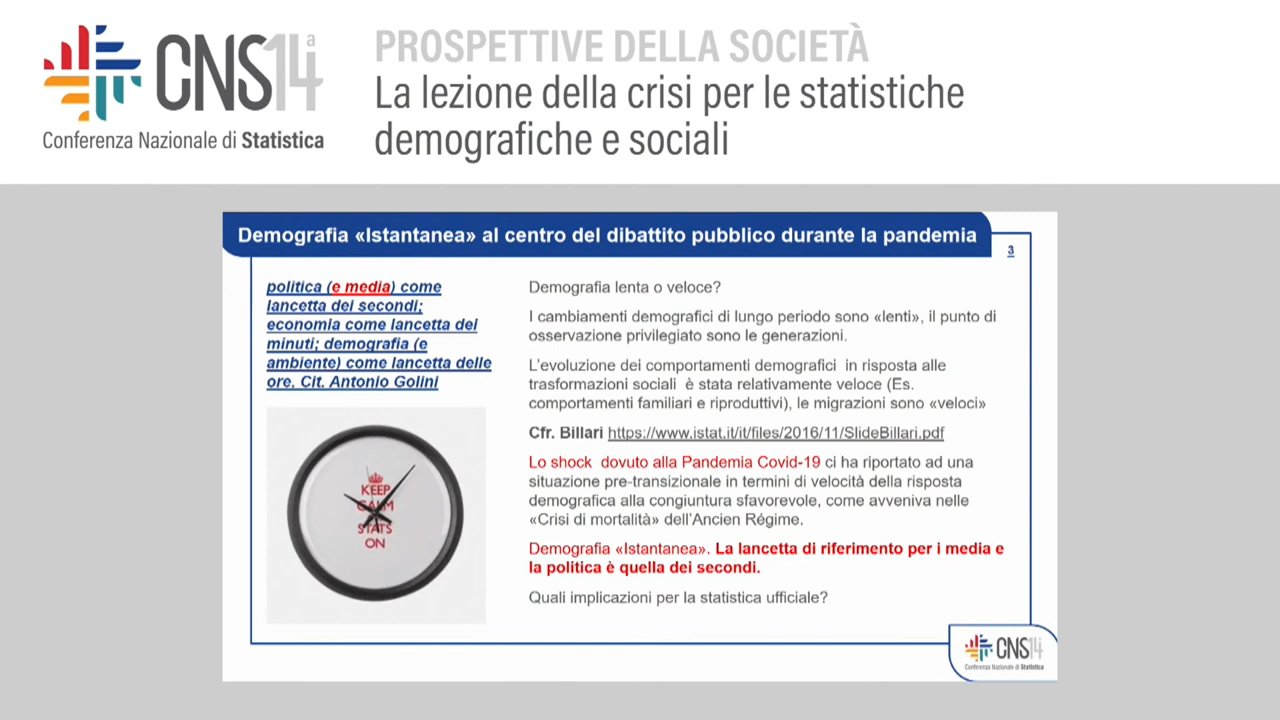 CNS14a
Conferenza Nazionale di Statistica
PROSPETTIVE DELLA SOCIETÀ
La lezione della crisi per le statistiche
demografiche e sociali
Demografia «Istantanea» al centro del dibattito pubblico durante la pandemia
3
politica (e media) come
lancetta dei secondi;
economia come lancetta dei
minuti; demografia (e
ambiente) come lancetta delle
ore. Cit. Antonio Golini
KEEP
CALM
STATS
ON
Demografia lenta o veloce?
I cambiamenti demografici di lungo periodo sono «lenti», il punto di
osservazione privilegiato sono le generazioni.
L'evoluzione dei comportamenti demografici in risposta alle
trasformazioni sociali è stata relativamente veloce (Es.
comportamenti familiari e riproduttivi), le migrazioni sono «veloci»
Cfr. Billari https://www.istat.it/it/files/2016/11/SlideBillari.pdf
Lo shock dovuto alla Pandemia Covid-19 ci ha riportato ad una
situazione pre-transizionale in termini di velocità della risposta
demografica alla congiuntura sfavorevole, come avveniva nelle
«Crisi di mortalità» dell'Ancien Régime.
Demografia «Istantanea». La lancetta di riferimento per i media e
la politica è quella dei secondi.
Quali implicazioni per la statistica ufficiale?
CNS14
Conferenza Nazionale di Statistica